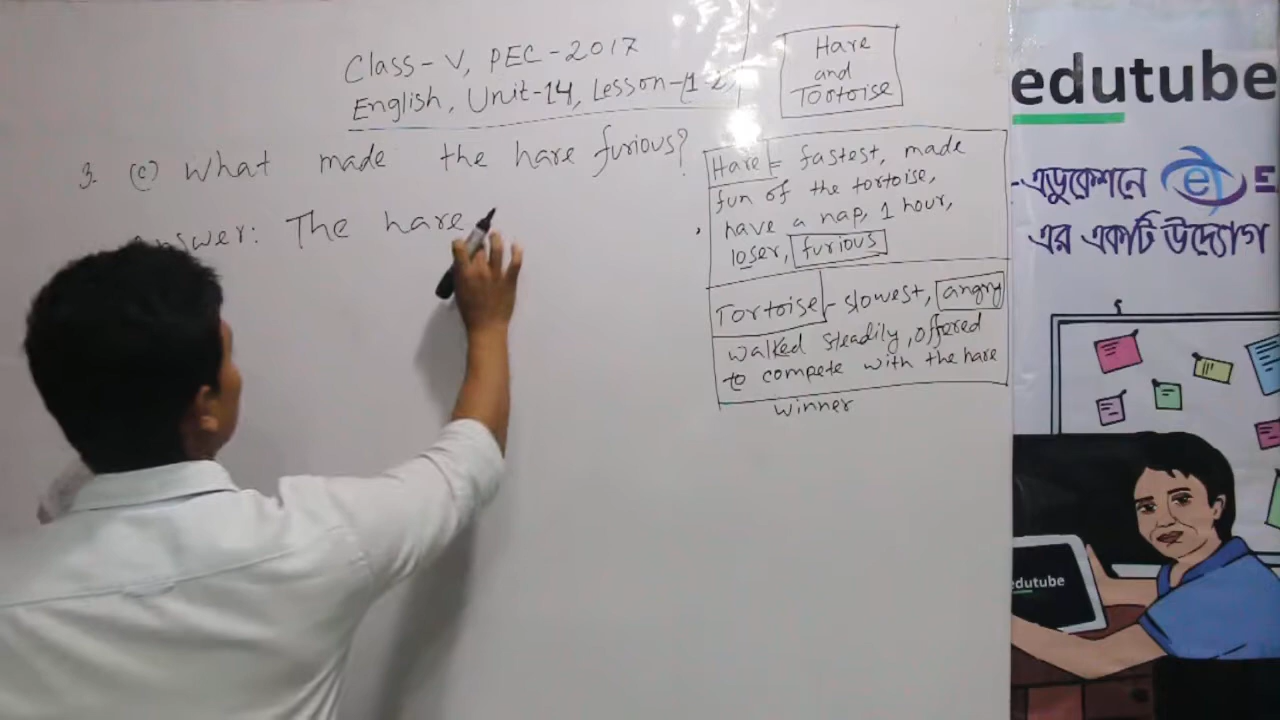 Class-V, PEC-2017
English, Unit-14, Lesson-(1-2)
Hare
and
Tortoise
3. (c) What made the hare furious?
Answer: The hare
Hare = fastest, made
fun of the tortoise,
have a nap, 1 hour,
loser, furious
Tortoise - slowest, angry
walked steadily, offered
to compete with the hare
winner
edutube
-এডুকেশনে e E
এর একটি উদ্যোগ
edutube